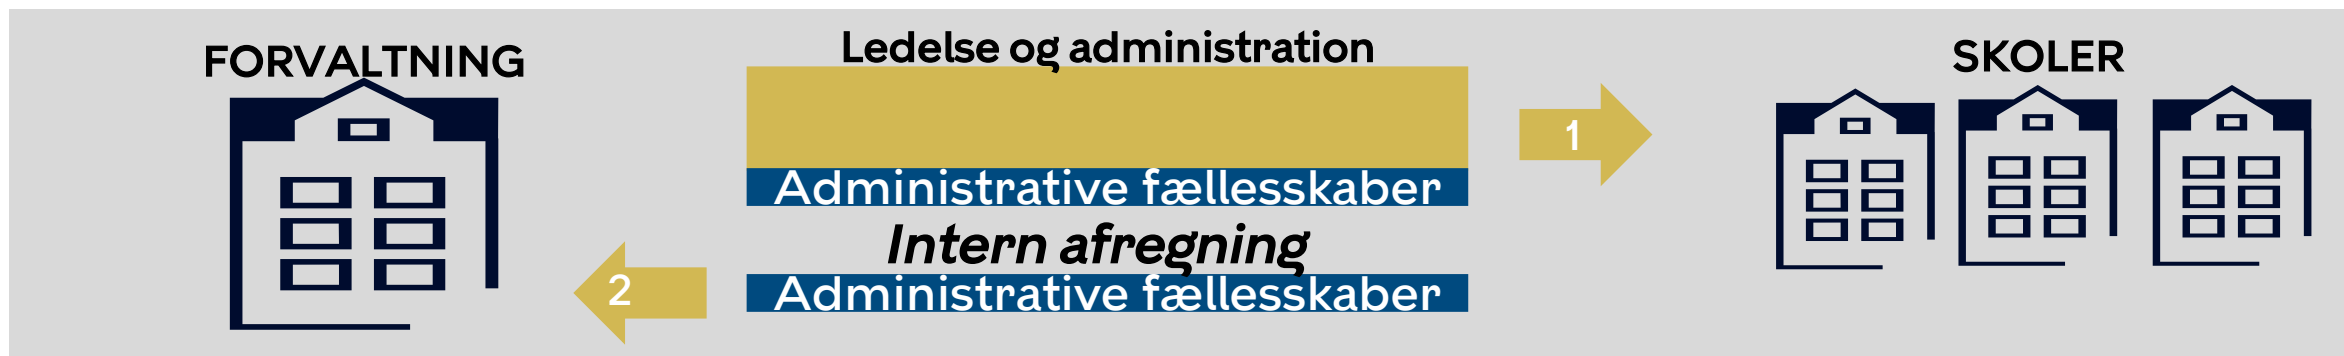 FORVALTNING
Ledelse og administration
SKOLER
1
Administrative fællesskaber
Intern afregning
2
Administrative fællesskaber